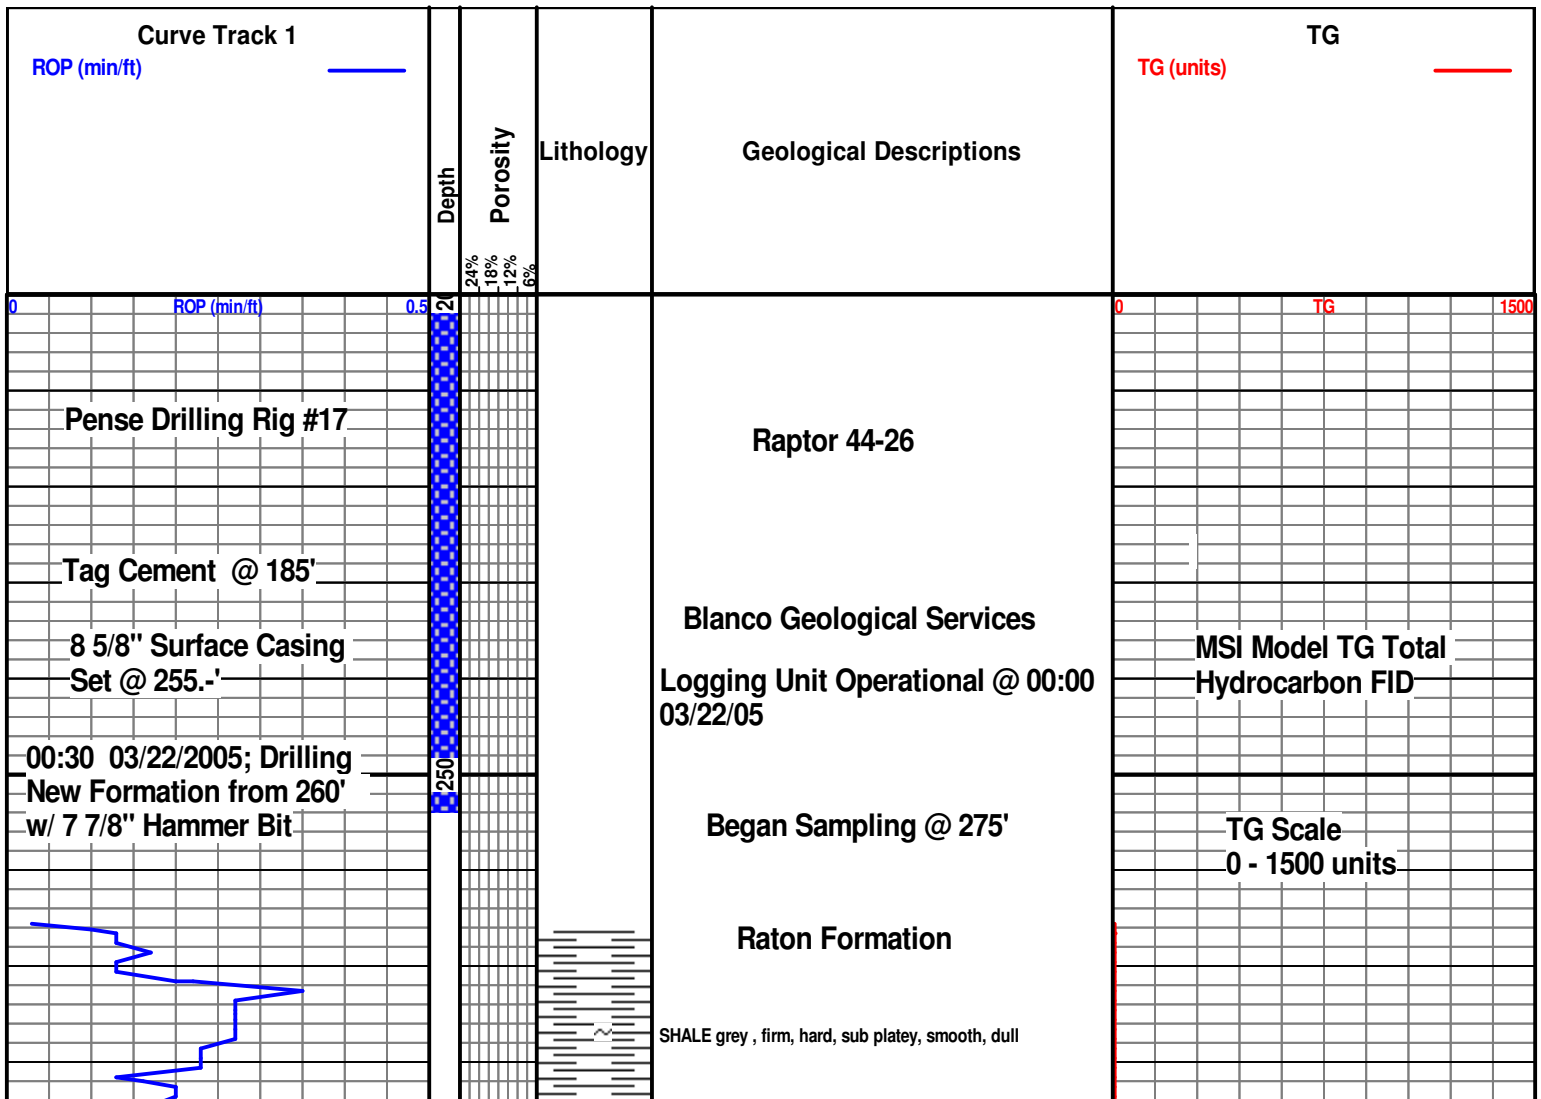 Curve Track 1
ROP (min/ft)
Depth
Porosity
24%
18%
12%
6%
Lithology
Geological Descriptions
TG
TG (units)
0 ROP (min/ft) 0.5
20
0 TG 1500
Pense Drilling Rig #17
Raptor 44-26
Tag Cement @ 185'
Blanco Geological Services
8 5/8" Surface Casing
Set @ 255.-'
MSI Model TG Total
Hydrocarbon FID
Logging Unit Operational @ 00:00
03/22/05
00:30 03/22/2005; Drilling
New Formation from 260'
w/ 7 7/8" Hammer Bit
250
Began Sampling @ 275'
TG Scale
0 - 1500 units
Raton Formation
SHALE grey , firm, hard, sub platey, smooth, dull